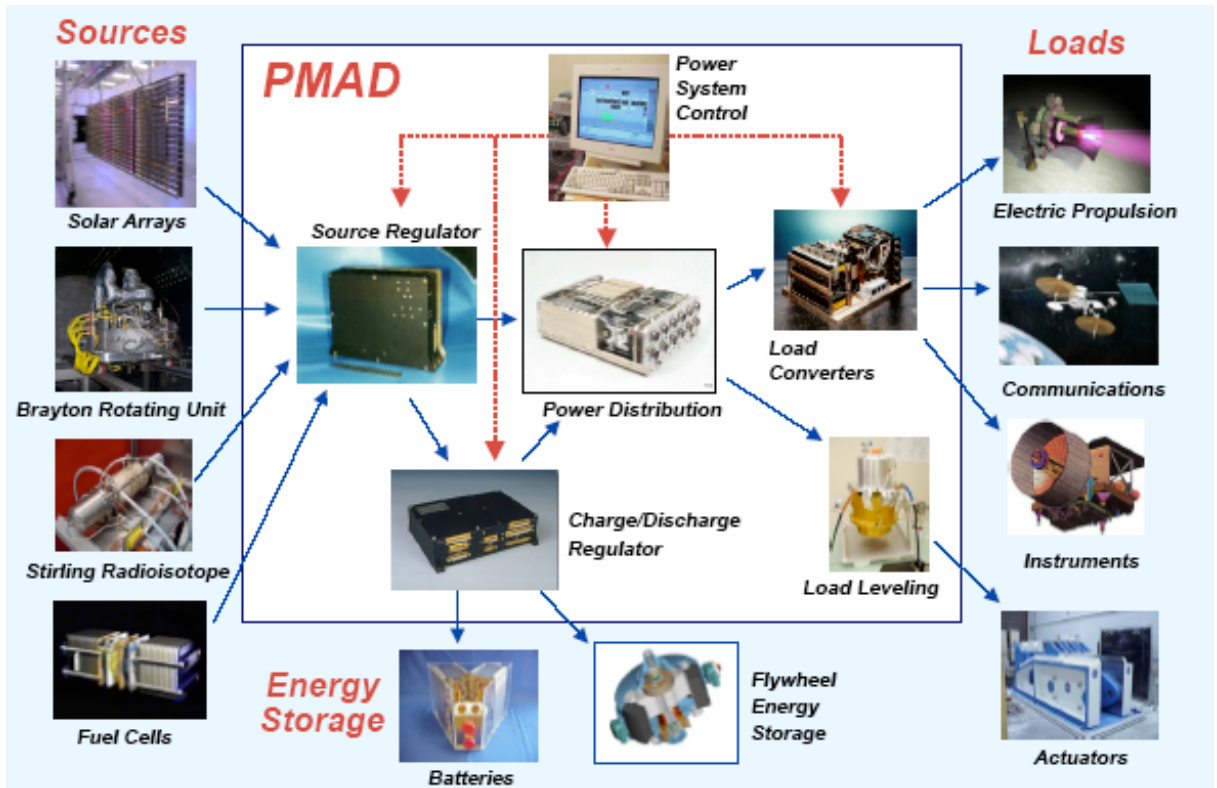 Sources
PMAD
Power
System
Control
Loads
Solar Arrays
Source Regulator
Electric Propulsion
Brayton Rotating Unit
Power Distribution
Load
Converters
Communications
Stirling Radioisotope
Charge/Discharge
Regulator
Load Leveling
Instruments
Fuel Cells
Energy
Storage
Batteries
Flywheel
Energy
Storage
Actuators